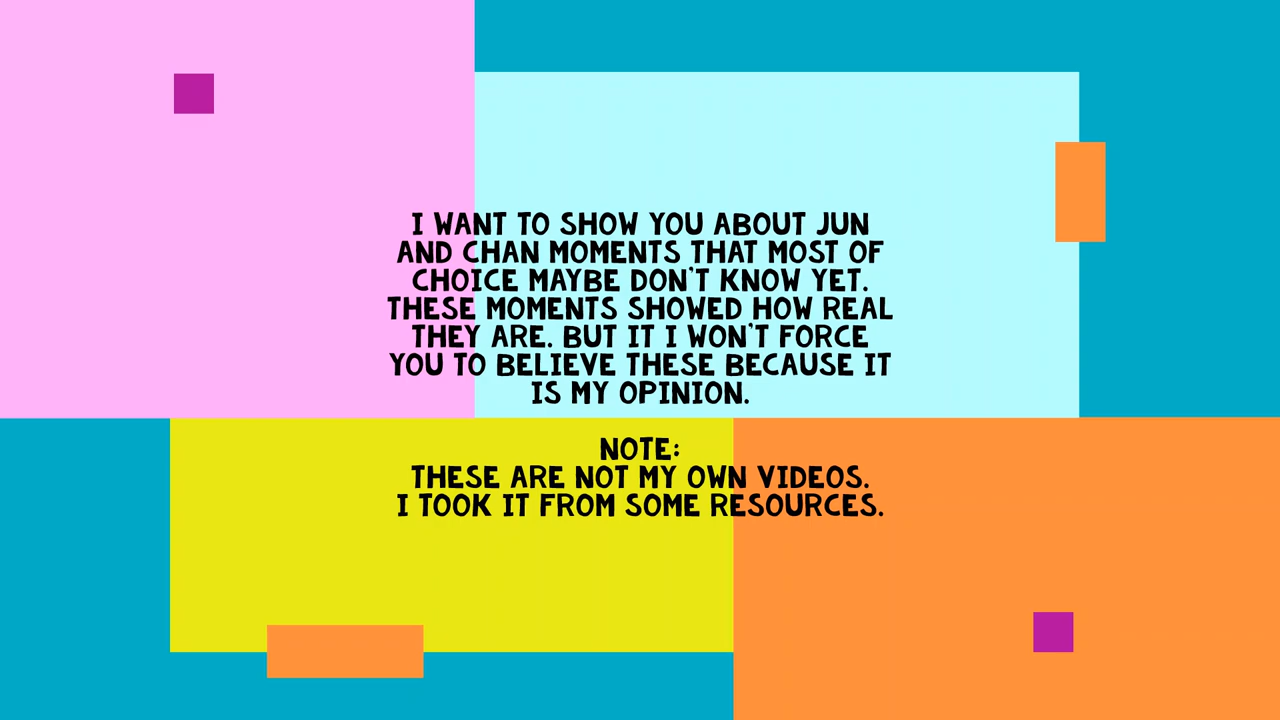 I WANT TO SHOW YOU ABOUT JUN
AND CHAN MOMENTS THAT MOST OF
CHOICE MAYBE DON'T KNOW YET.
THESE MOMENTS SHOWED HOW REAL
THEY ARE. BUT IT I WON'T FORCE
YOU TO BELIEVE THESE BECAUSE IT
IS MY OPINION.
NOTE:
THESE ARE NOT MY OWN VIDEOS.
I TOOK IT FROM SOME RESOURCES.